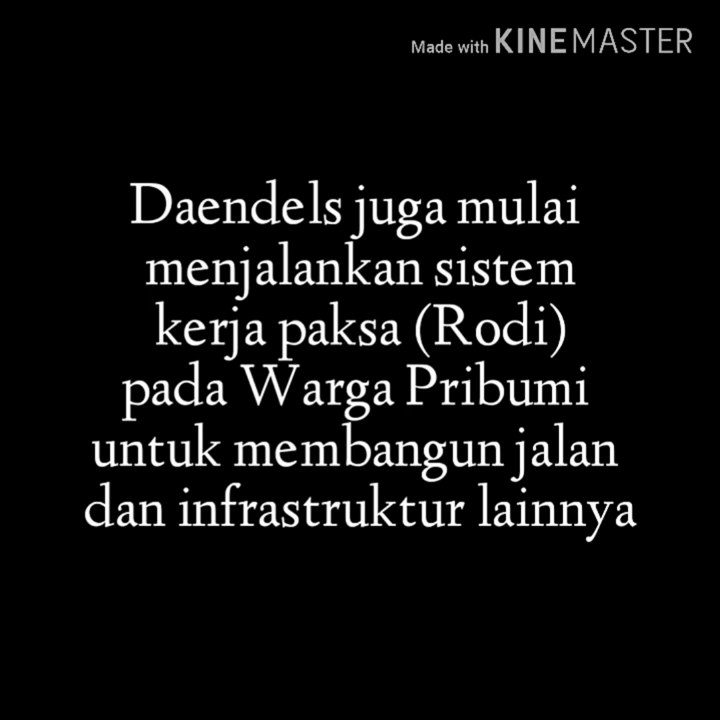 Made with KINEMASTER
Daendels juga mulai
menjalankan sistem
kerja paksa (Rodi)
pada Warga Pribumi
untuk membangun jalan
dan infrastruktur lainnya